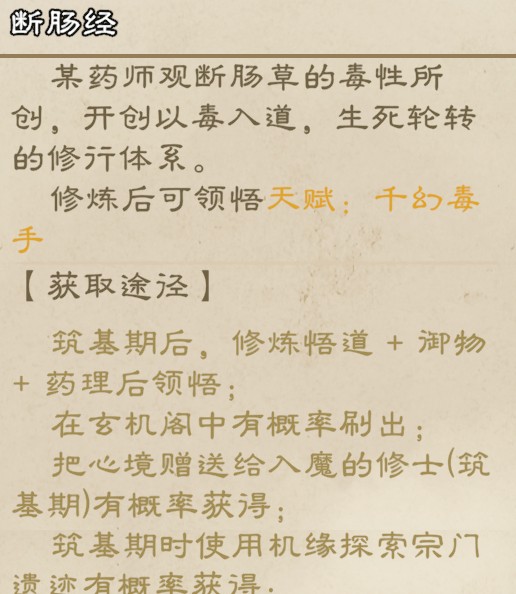 断肠经
某药师观断肠草的毒性所
创，开创以毒入道，生死轮转
的修行体系。
修炼后可领悟天赋：千幻毒
手
【获取途径】
筑基期后，修炼悟道 + 御物
+ 药理后领悟；
在玄机阁中有概率刷出；
把心境赠送给入魔的修士(筑
基期)有概率获得；
筑基期时使用机缘探索宗门
遗迹有概率获得；